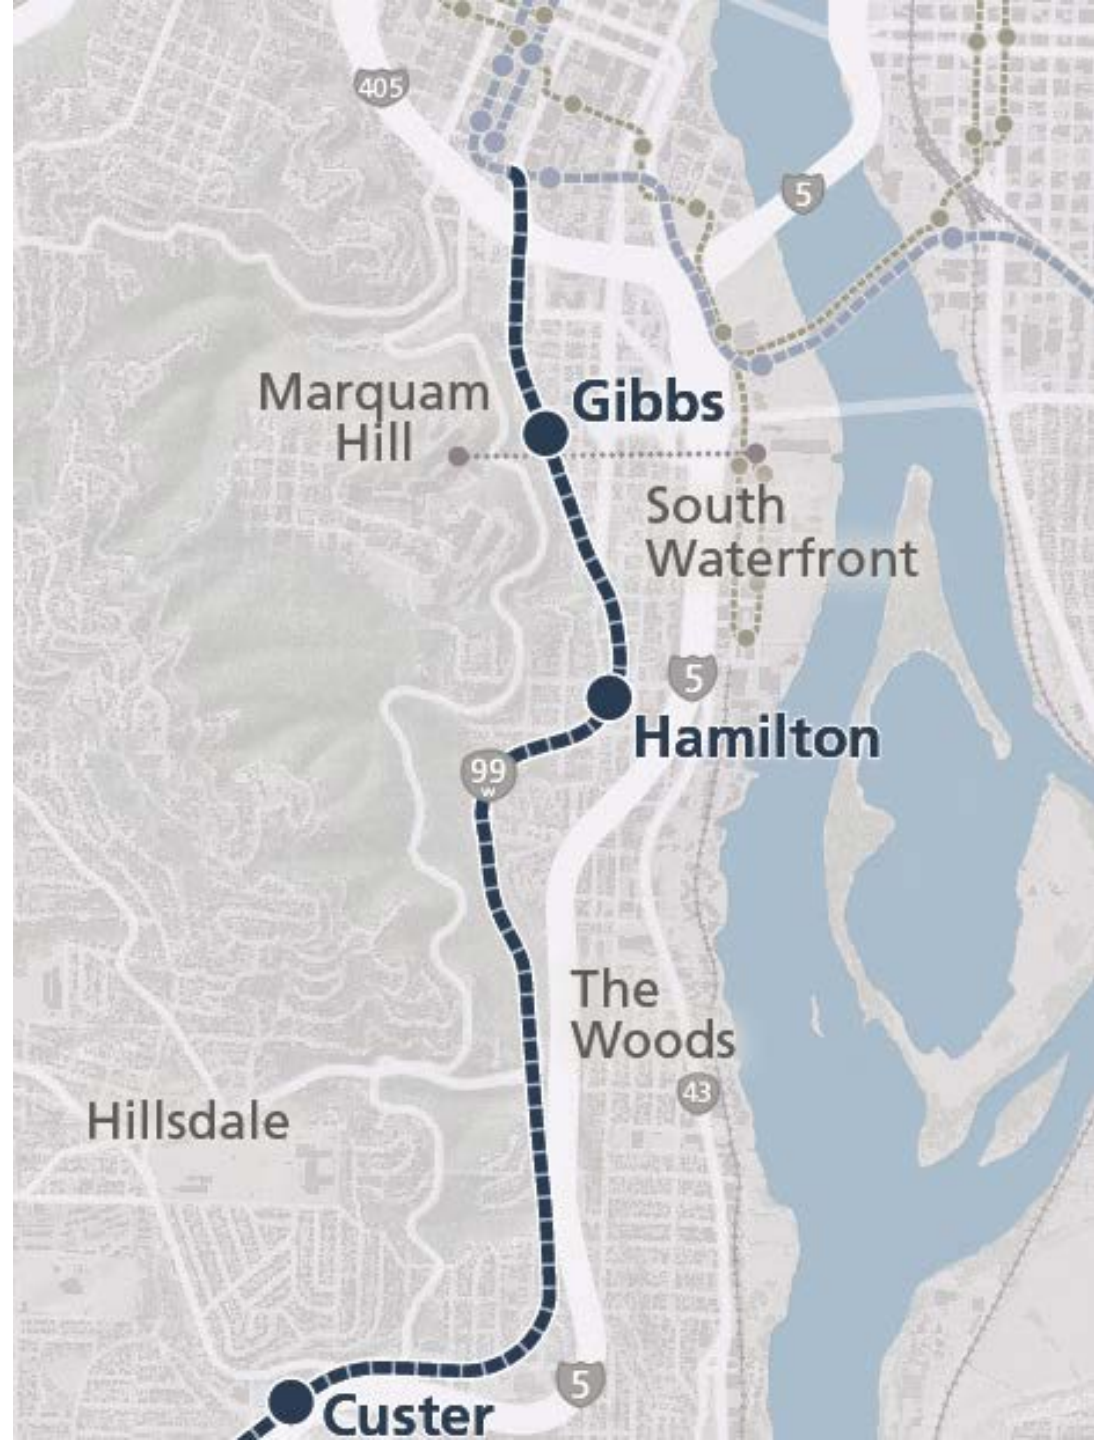 405
5
Marquam
Hill
Gibbs
South
Waterfront
5
Hamilton
99
W
The
Woods
43
Hillsdale
5
Custer